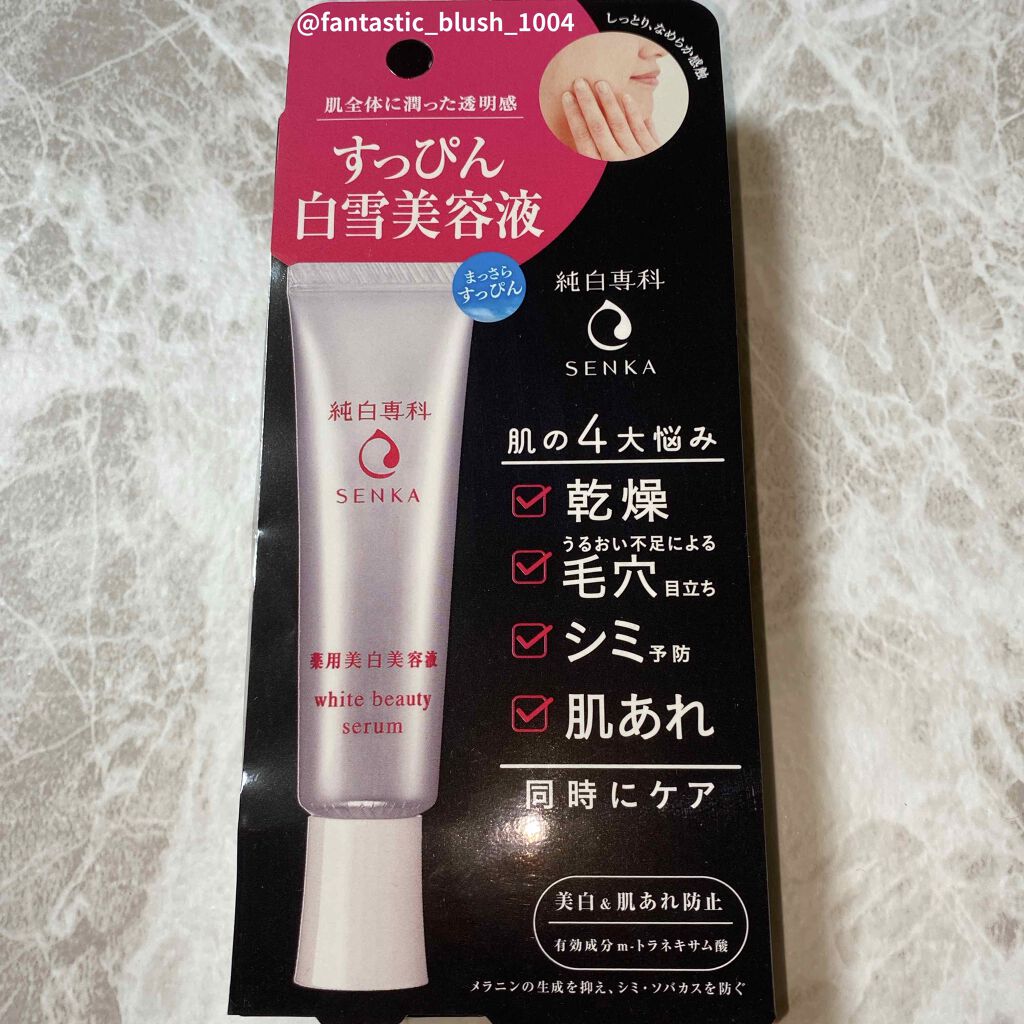 @fantastic_blush_1004
しっとり、なめらか感触
肌全体に潤った透明感
すっぴん
白雪美容液
まっさら
すっぴん
純白専科
SENKA
純白専科
SENKA
薬用美白美容液
white beauty
serum
肌の4大悩み
乾燥
うるおい不足による
毛穴目立ち
シミ予防
肌あれ
同時にケア
美白&肌あれ防止
有効成分m-トラネキサム酸
メラニンの生成を抑え、シミ・ソバカスを防ぐ